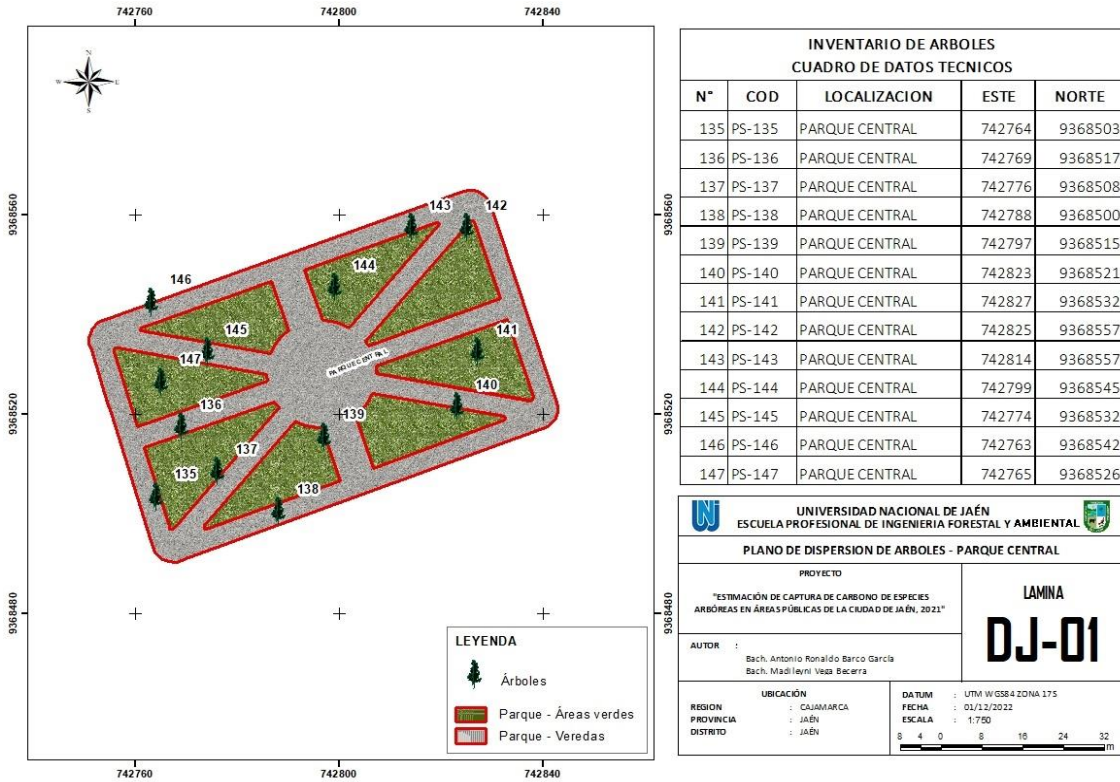 742760 742800 742840
N
W E
S
9368560 9368560
9368520 9368520
9368480 9368480
143 142
144
146
145
141
147
140
136
139
137
135
138
PARQUE CENTRAL
LEYENDA
Árboles
Parque - Áreas verdes
Parque - Veredas
742760 742800 742840
INVENTARIO DE ARBOLES
CUADRO DE DATOS TECNICOS
N° COD LOCALIZACION ESTE NORTE
135 PS-135 PARQUE CENTRAL 742764 9368503
136 PS-136 PARQUE CENTRAL 742769 9368517
137 PS-137 PARQUE CENTRAL 742776 9368508
138 PS-138 PARQUE CENTRAL 742788 9368500
139 PS-139 PARQUE CENTRAL 742797 9368515
140 PS-140 PARQUE CENTRAL 742823 9368521
141 PS-141 PARQUE CENTRAL 742827 9368532
142 PS-142 PARQUE CENTRAL 742825 9368557
143 PS-143 PARQUE CENTRAL 742814 9368557
144 PS-144 PARQUE CENTRAL 742799 9368545
145 PS-145 PARQUE CENTRAL 742774 9368532
146 PS-146 PARQUE CENTRAL 742763 9368542
147 PS-147 PARQUE CENTRAL 742765 9368526
UNJ
UNIVERSIDAD NACIONAL DE JAÉN
ESCUELA PROFESIONAL DE INGENIERIA FORESTAL Y AMBIENTAL
PLANO DE DISPERSION DE ARBOLES - PARQUE CENTRAL
PROYECTO
"ESTIMACIÓN DE CAPTURA DE CARBONO DE ESPECIES
ARBÓREAS EN ÁREAS PÚBLICAS DE LA CIUDAD DE JAÉN, 2021"
LAMINA
DJ-01
AUTOR :
Bach. Antonio Ronaldo Barco García
Bach. Madileyni Vega Becerra
UBICACIÓN
REGION : CAJAMARCA
PROVINCIA : JAÉN
DISTRITO : JAÉN
DATUM : UTM WGS84 ZONA 17S
FECHA : 01/12/2022
ESCALA : 1:750
8 4 0 8 16 24 32
m